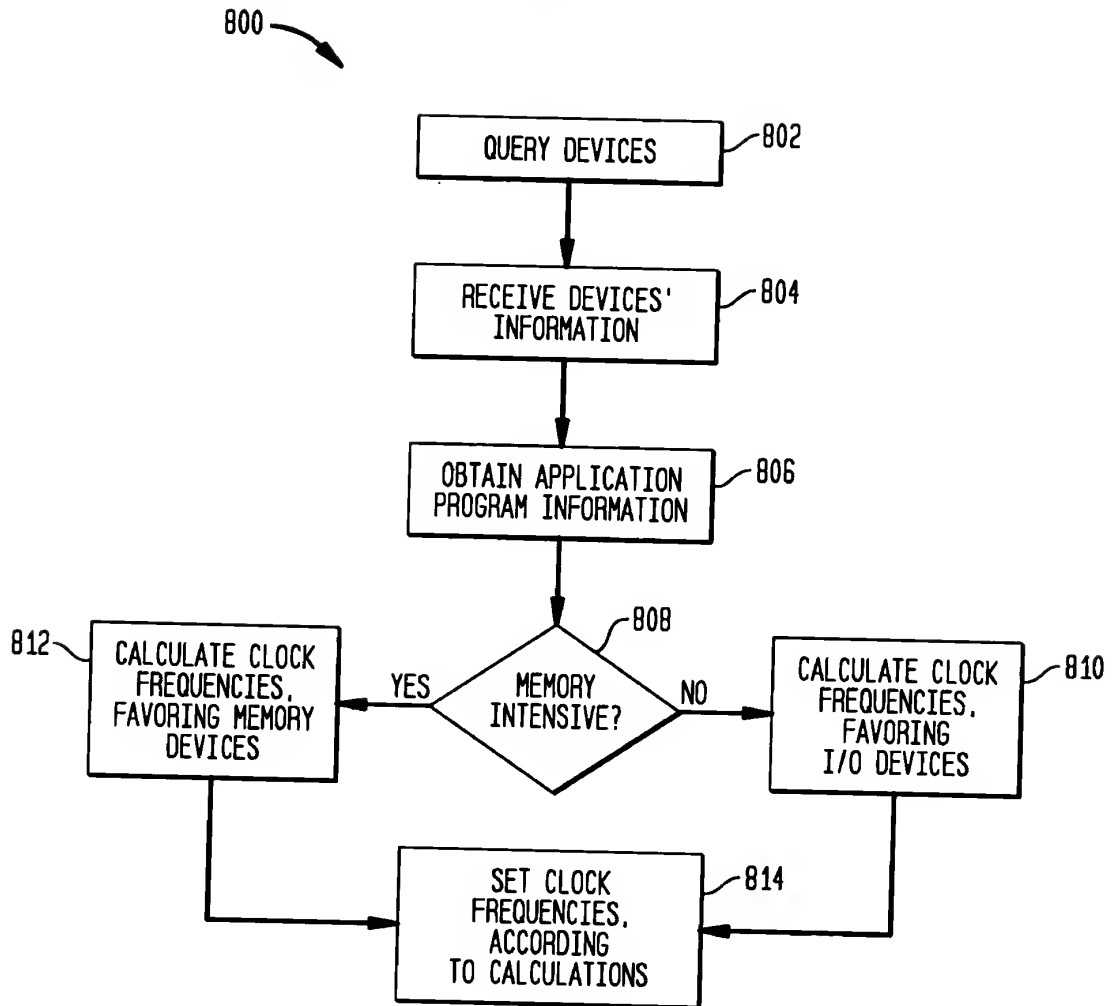 800
QUERY DEVICES
802
RECEIVE DEVICES'
INFORMATION
804
OBTAIN APPLICATION
PROGRAM INFORMATION
806
808
MEMORY
INTENSIVE?
YES
NO
812
CALCULATE CLOCK
FREQUENCIES,
FAVORING MEMORY
DEVICES
CALCULATE CLOCK
FREQUENCIES,
FAVORING
I/O DEVICES
810
SET CLOCK
FREQUENCIES,
ACCORDING
TO CALCULATIONS
814